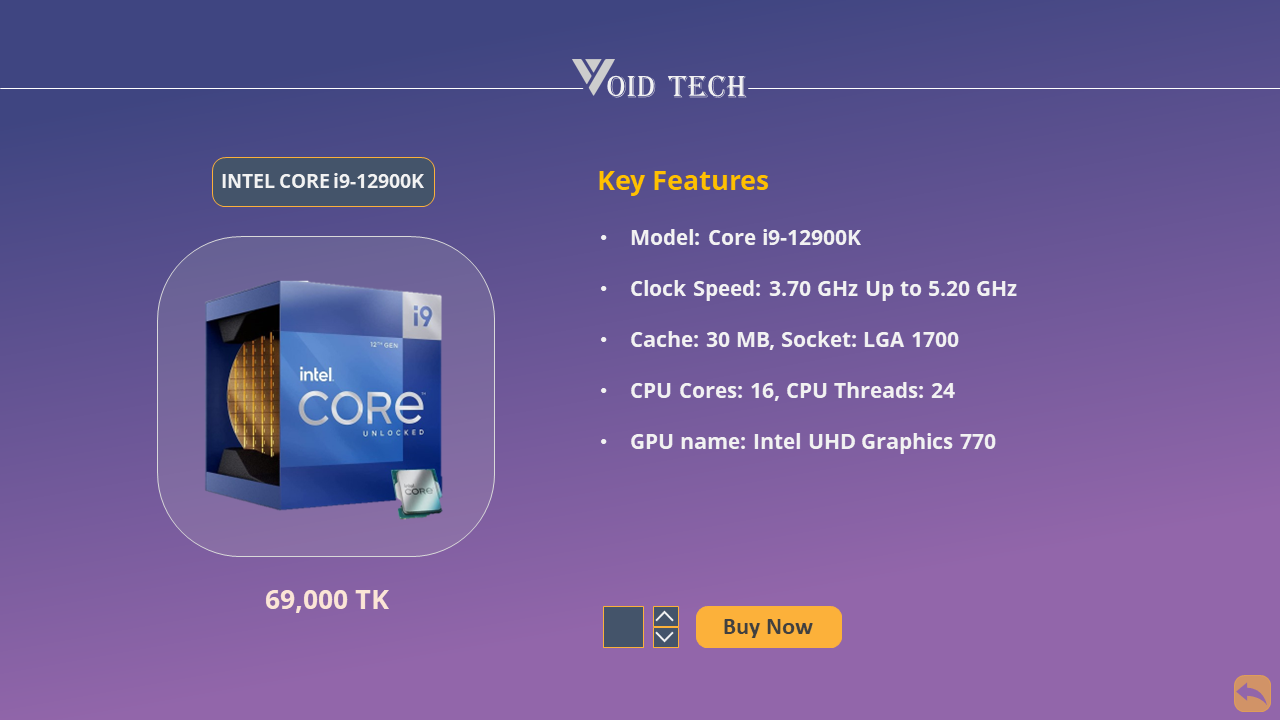 VOID TECH
INTEL CORE i9-12900K
Key Features
• Model: Core i9-12900K
• Clock Speed: 3.70 GHz Up to 5.20 GHz
• Cache: 30 MB, Socket: LGA 1700
• CPU Cores: 16, CPU Threads: 24
• GPU name: Intel UHD Graphics 770
i9
12TH GEN
intel.
CORE™
UNLOCKED
intel
CORE
69,000 TK
Buy Now